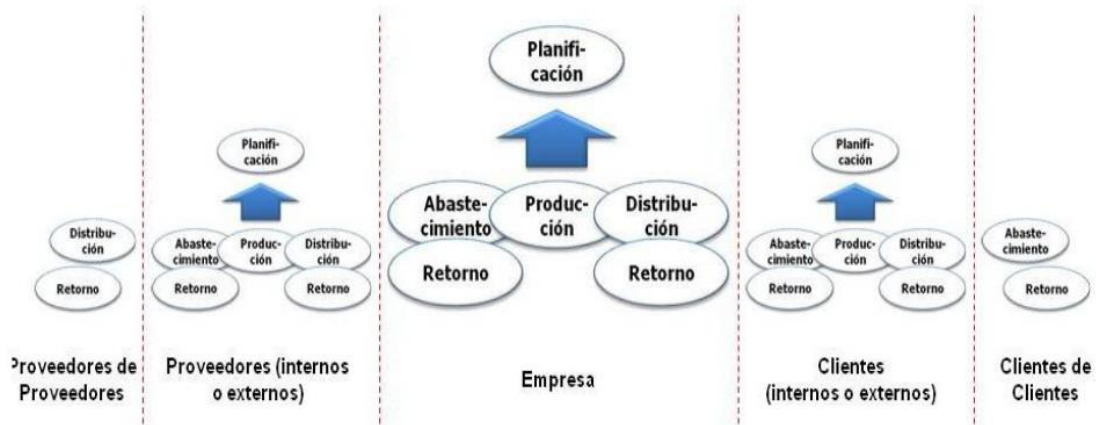 Planifi-
cación
Abaste-
cimiento
Produc-
ción
Distribu-
ción
Retorno
Retorno
Planifi-
cación
Abaste-
cimiento
Produc-
ción
Distribu-
ción
Retorno
Retorno
Planifi-
cación
Abaste-
cimiento
Produc-
ción
Distribu-
ción
Retorno
Retorno
Distribu-
ción
Retorno
Abaste-
cimiento
Retorno
Proveedores de
Proveedores
Proveedores (internos
o externos)
Empresa
Clientes
(internos o externos)
Clientes de
Clientes